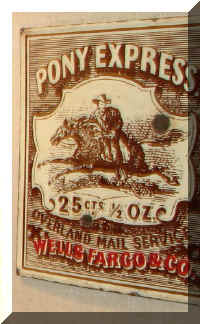 PONY EXPRESS.
25 CTS. ½ OZ.
OVERLAND MAIL SERVICE
WELLS FARGO & CO.